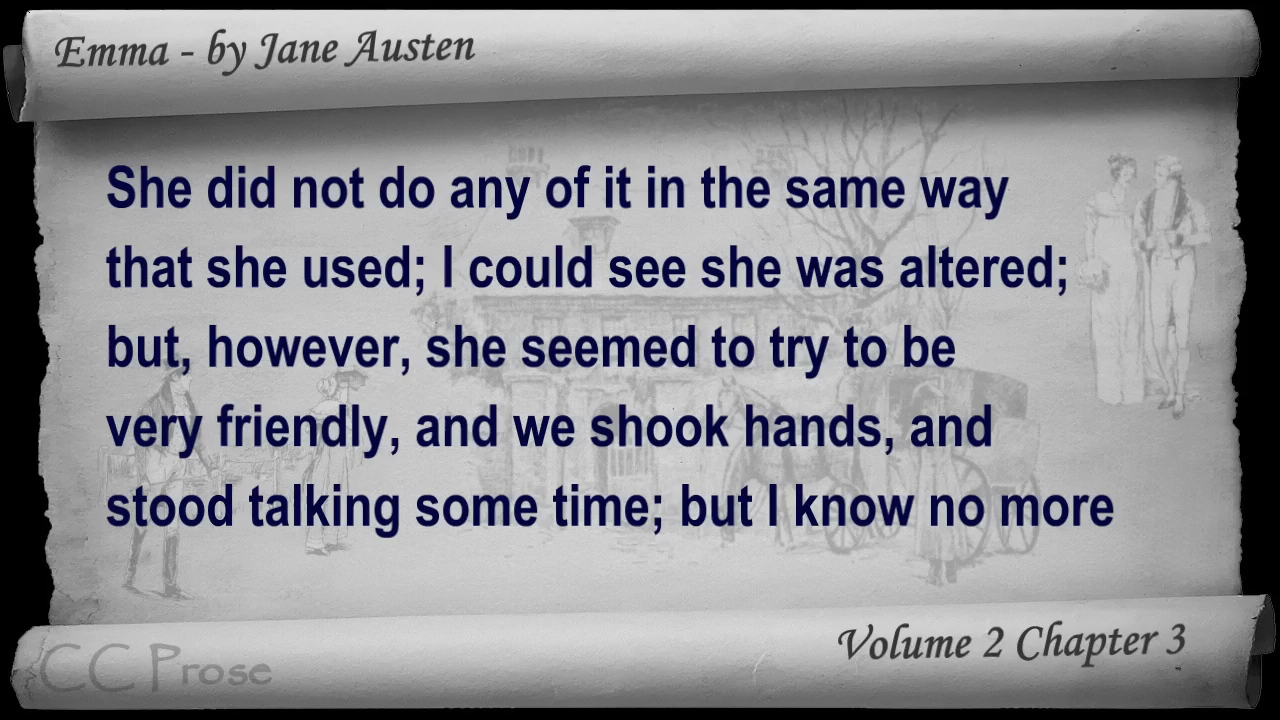 Emma - by Jane Austen
She did not do any of it in the same way
that she used; I could see she was altered;
but, however, she seemed to try to be
very friendly, and we shook hands, and
stood talking some time; but I know no more
Volume 2 Chapter 3
CC Prose